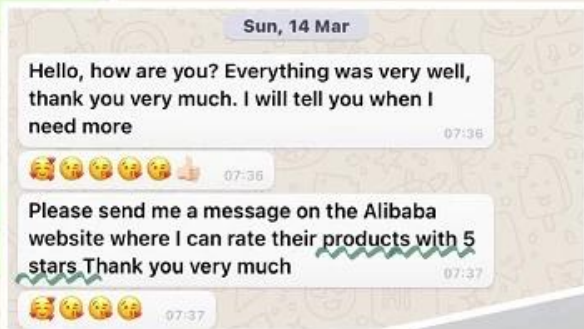 Sun, 14 Mar
Hello, how are you? Everything was very well,
thank you very much. I will tell you when I
need more
07:36
🥰😘😘😘😘👍🏻 07:36
Please send me a message on the Alibaba
website where I can rate their products with 5
stars Thank you very much
07:37
🥰😘😘😘 07:37